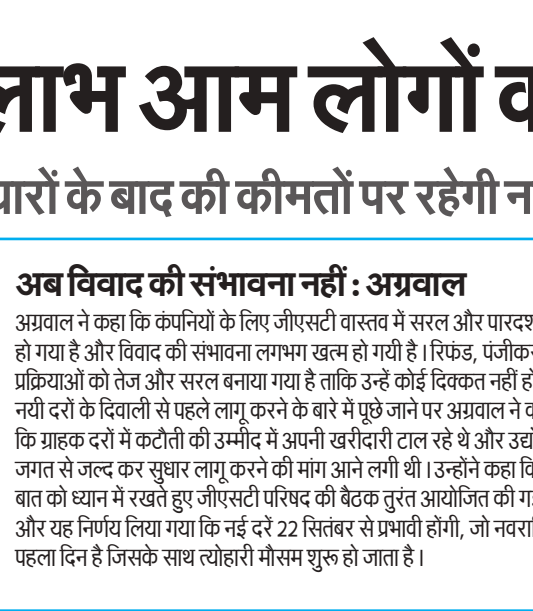 लाभ आम लोगों
के बाद की कीमतों पर रहेगी
अब विवाद की संभावना नहीं : अग्रवाल
अग्रवाल ने कहा कि कंपनियों के लिए जीएसटी वास्तव में सरल और
हो गया है और विवाद की संभावना लगभग खत्म हो गयी है । रिफंड,
प्रक्रियाओं को तेज और सरल बनाया गया है ताकि उन्हें कोई दिक्कत नहीं
नयी दरों के दिवाली से पहले लागू करने के बारे में पूछे जाने पर अग्रवाल ने
कि ग्राहक दरों में कटौती की उम्मीद में अपनी खरीदारी टाल रहे थे और
जगत से जल्द कर सुधार लागू करने की मांग आने लगी थी । उन्होंने कहा
बात को ध्यान में रखते हुए जीएसटी परिषद की बैठक तुरंत आयोजित की
और यह निर्णय लिया गया कि नई दरें 22 सितंबर से प्रभावी होंगी, जो
पहला दिन है जिसके साथ त्योहारी मौसम शुरू हो जाता है ।